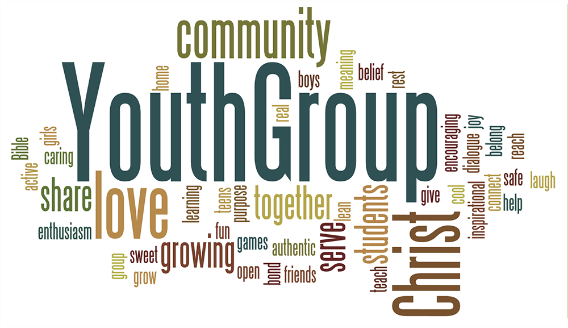 community
home
boys
meaning
belief
rest
YouthGroup
real
Bible
girls
caring
active
encouraging
dialogue
joy
belong
reach
share
love
enthusiasm
learning
teens
purpose
together
lean
students
give
cool
inspirational
connect
safe
help
laugh
fun
sweet
growing
games
authentic
serve
Christ
group
grow
open
bond
friends
teach